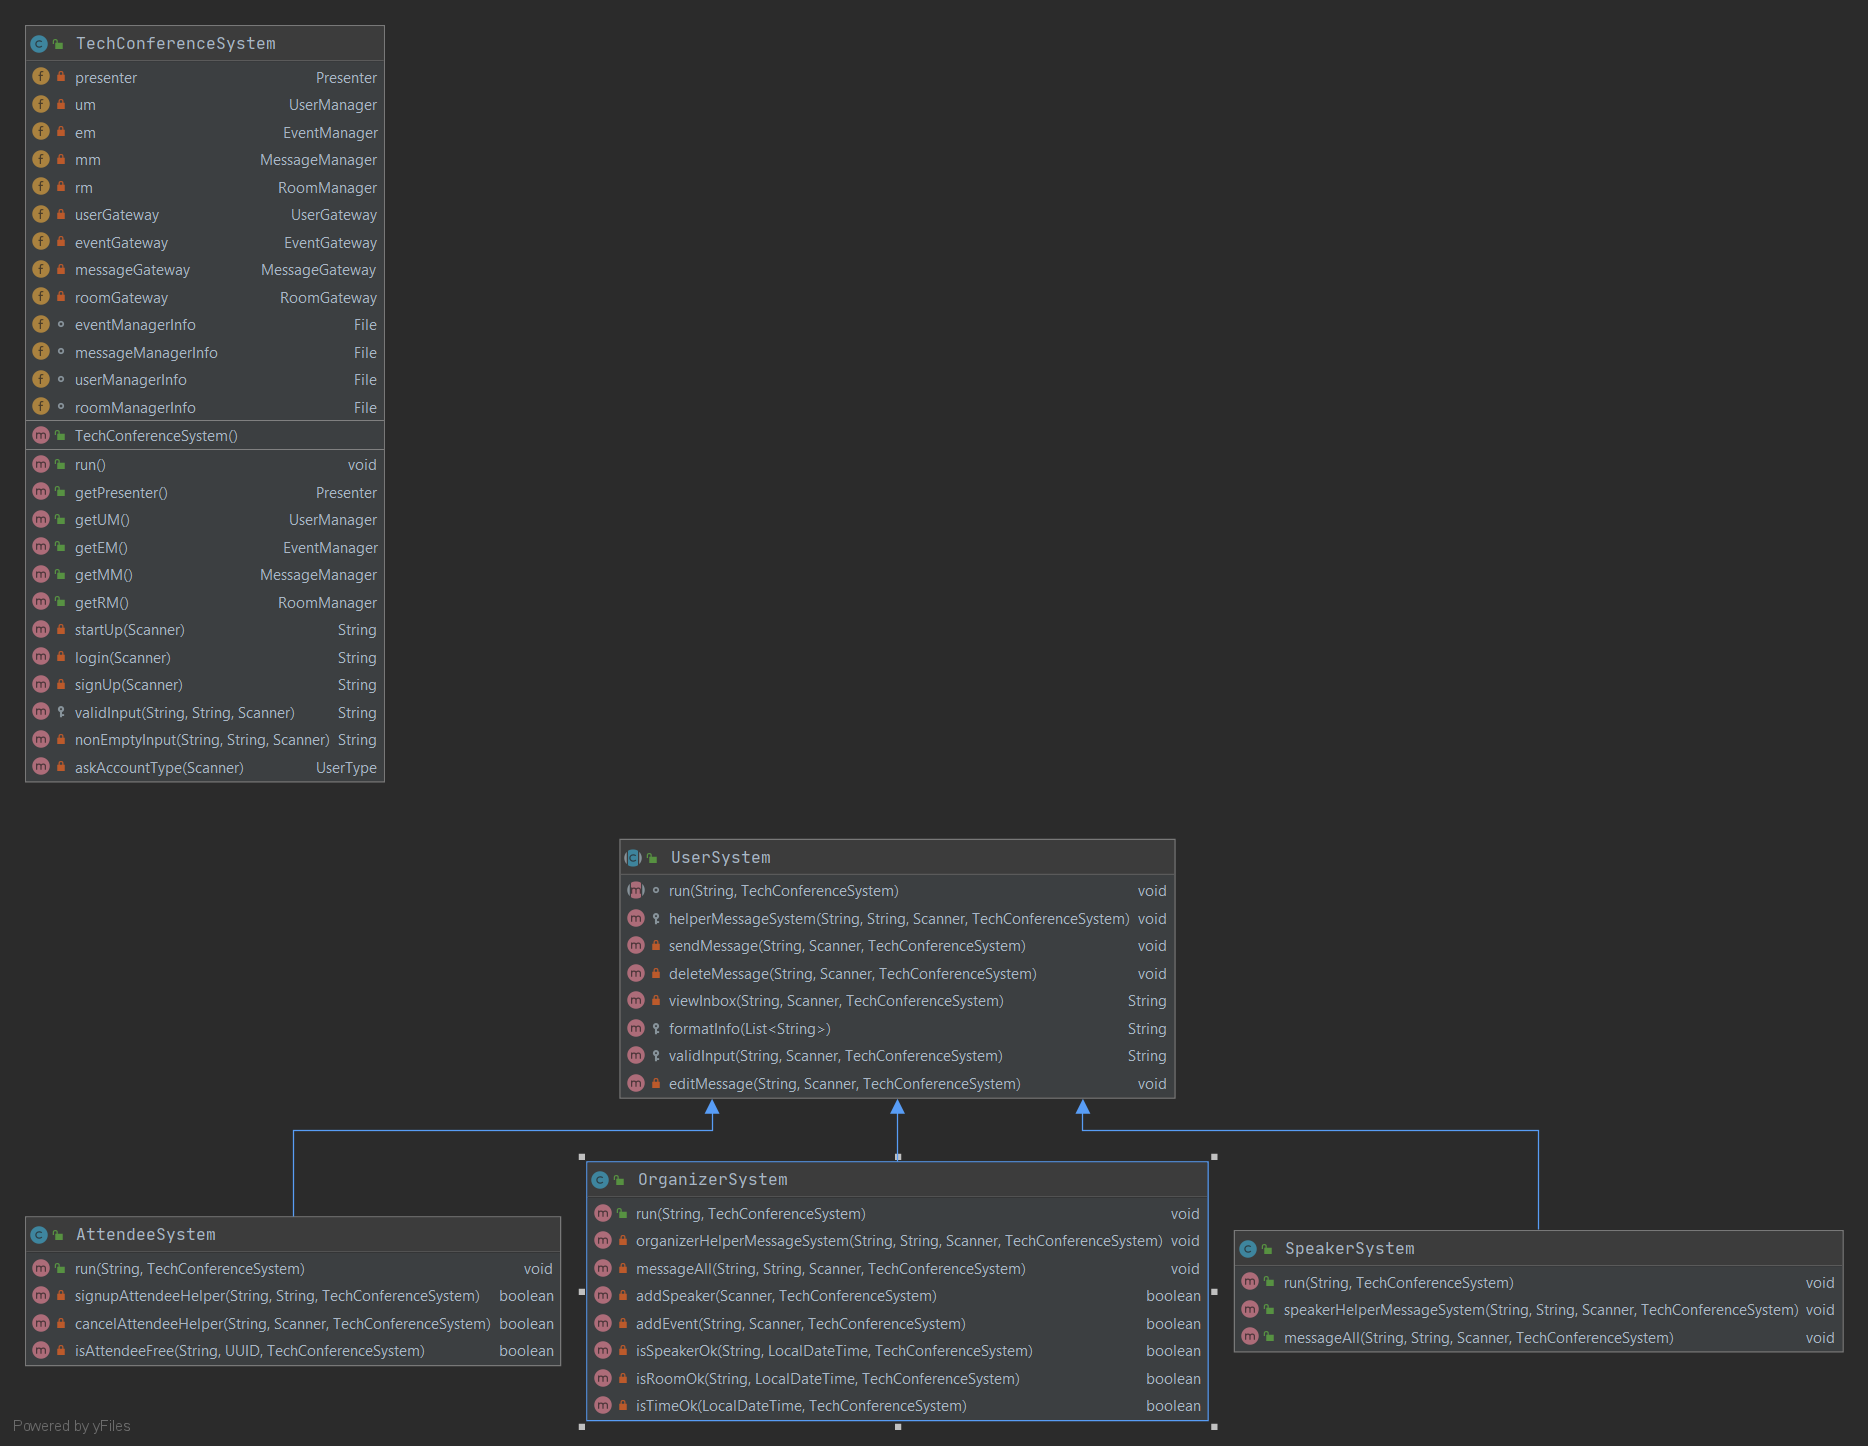 TechConferenceSystem
presenter Presenter
um UserManager
em EventManager
mm MessageManager
rm RoomManager
userGateway UserGateway
eventGateway EventGateway
messageGateway MessageGateway
roomGateway RoomGateway
eventManagerInfo File
messageManagerInfo File
userManagerInfo File
roomManagerInfo File
TechConferenceSystem()
run() void
getPresenter() Presenter
getUM() UserManager
getEM() EventManager
getMM() MessageManager
getRM() RoomManager
startUp(Scanner) String
login(Scanner) String
signUp(Scanner) String
validInput(String, String, Scanner) String
nonEmptyInput(String, String, Scanner) String
askAccountType(Scanner) UserType
UserSystem
run(String, TechConferenceSystem) void
helperMessageSystem(String, String, Scanner, TechConferenceSystem) void
sendMessage(String, Scanner, TechConferenceSystem) void
deleteMessage(String, Scanner, TechConferenceSystem) void
viewInbox(String, Scanner, TechConferenceSystem) String
formatInfo(List<String>) String
validInput(String, Scanner, TechConferenceSystem) String
editMessage(String, Scanner, TechConferenceSystem) void
AttendeeSystem
run(String, TechConferenceSystem) void
signupAttendeeHelper(String, String, TechConferenceSystem) boolean
cancelAttendeeHelper(String, Scanner, TechConferenceSystem) boolean
isAttendeeFree(String, UUID, TechConferenceSystem) boolean
OrganizerSystem
run(String, TechConferenceSystem) void
organizerHelperMessageSystem(String, String, Scanner, TechConferenceSystem) void
messageAll(String, String, Scanner, TechConferenceSystem) void
addSpeaker(Scanner, TechConferenceSystem) boolean
addEvent(String, Scanner, TechConferenceSystem) boolean
isSpeakerOk(String, LocalDateTime, TechConferenceSystem) boolean
isRoomOk(String, LocalDateTime, TechConferenceSystem) boolean
isTimeOk(LocalDateTime, TechConferenceSystem) boolean
SpeakerSystem
run(String, TechConferenceSystem) void
speakerHelperMessageSystem(String, String, Scanner, TechConferenceSystem) void
messageAll(String, String, Scanner, TechConferenceSystem) void
Powered by yFiles